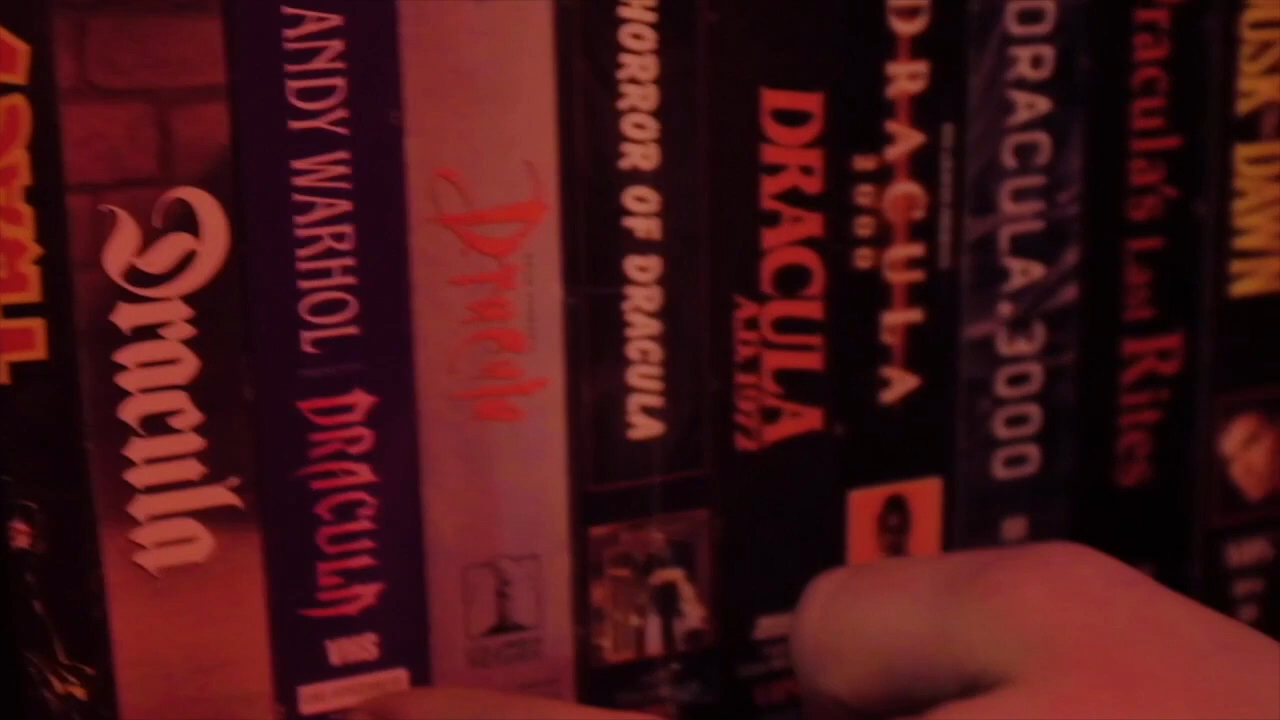 Dracula
ANDY WARHOL
DRACULA
Dracula
HORROR OF DRACULA
DRACULA
A.D. 1972
DRACULA
2000
DRACULA.3000
Dracula's Last Rites
DUSK DAWN